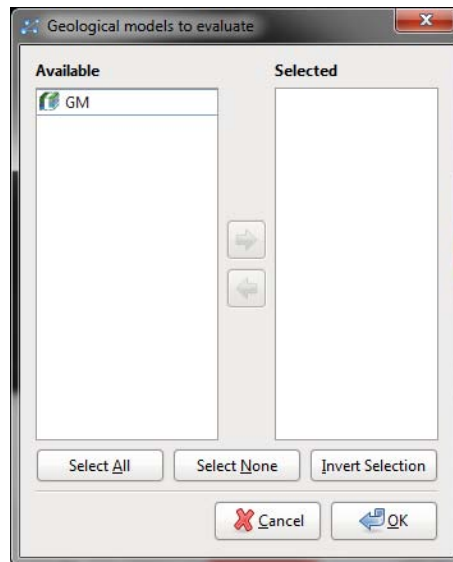 Geological models to evaluate
Available Selected
GM
Select All Select None Invert Selection
Cancel OK